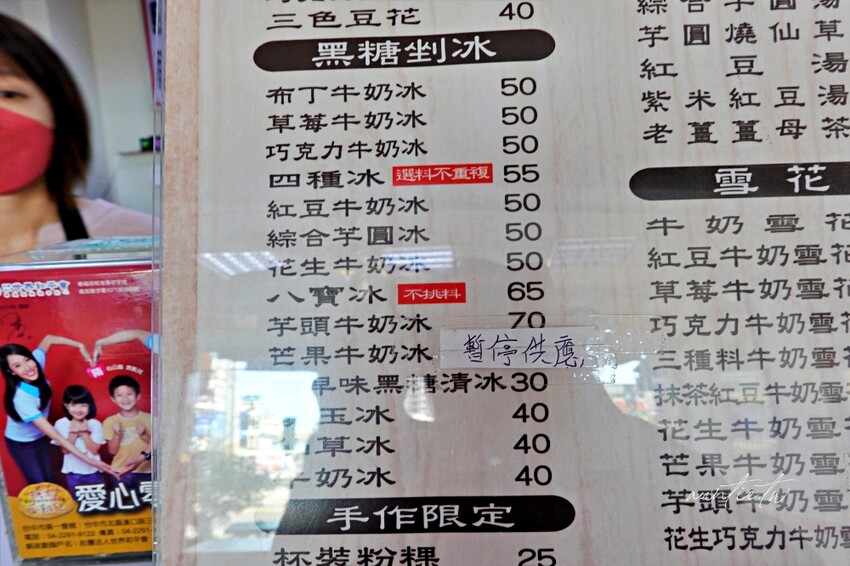 三色豆花 40
黑糖剉冰
布丁牛奶冰 50
草莓牛奶冰 50
巧克力牛奶冰 50
四種冰 選料不重複 55
紅豆牛奶冰 50
綜合芋圓冰 50
花生牛奶冰 50
八寶冰 不挑料 65
芋頭牛奶冰 70
芒果牛奶冰 暫停供應
早味黑糖清冰 30
玉冰 40
草冰 40
牛奶冰 40
手作限定
杯裝粉粿 25
芋圓燒仙草
紅豆湯
紫米紅豆湯
老薑薑母茶
雪花
牛奶雪花
紅豆牛奶雪花
草莓牛奶雪
巧克力牛奶雪
三種料牛奶雪
抹茶紅豆牛奶雪
花生牛奶雪
芒果牛奶雪
芋頭牛奶雪
花生巧克力牛奶雪
世界和平會
愛心